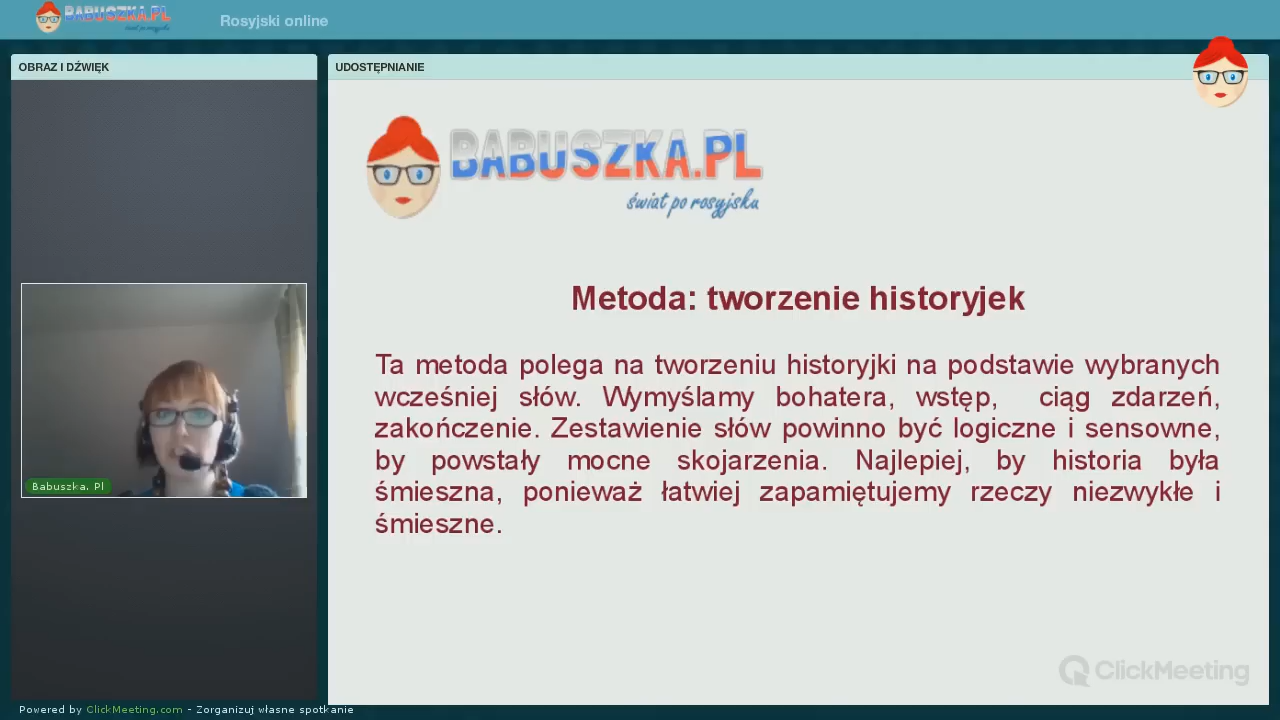 BABUSZKA.PL
świat po rosyjsku
Rosyjski online
OBRAZ I DŹWIĘK
UDOSTĘPNIANIE
BABUSZKA.PL
świat po rosyjsku
Metoda: tworzenie historyjek
Ta metoda polega na tworzeniu historyjki na podstawie wybranych
wcześniej słów. Wymyślamy bohatera, wstęp, ciąg zdarzeń,
zakończenie. Zestawienie słów powinno być logiczne i sensowne,
by powstały mocne skojarzenia. Najlepiej, by historia była
śmieszna, ponieważ łatwiej zapamiętujemy rzeczy niezwykłe i
śmieszne.
Babuszka. Pl
ClickMeeting
Powered by ClickMeeting.com - Zorganizuj własne spotkanie